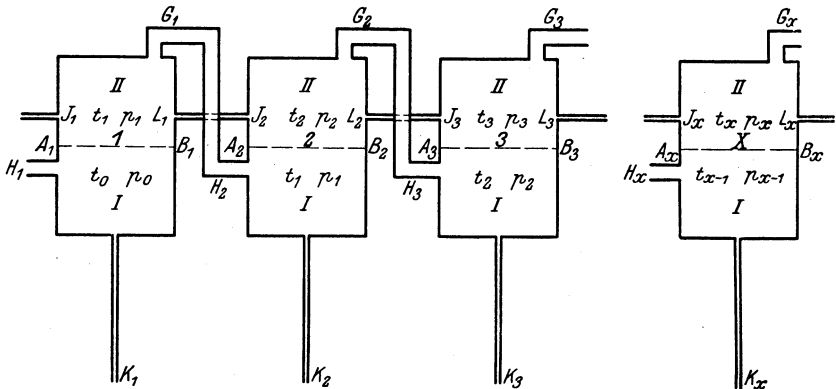 G₁ G₂ G₃ Gₓ
II II II II
J₁ t₁ p₁ L₁ J₂ t₂ p₂ L₂ J₃ t₃ p₃ L₃ Jₓ tₓ pₓ Lₓ
A₁ 1 B₁ A₂ 2 B₂ A₃ 3 B₃ Aₓ X Bₓ
H₁ t₀ p₀ H₂ t₁ p₁ H₃ t₂ p₂ Hₓ tₓ₋₁ pₓ₋₁
I I I I
K₁ K₂ K₃ Kₓ